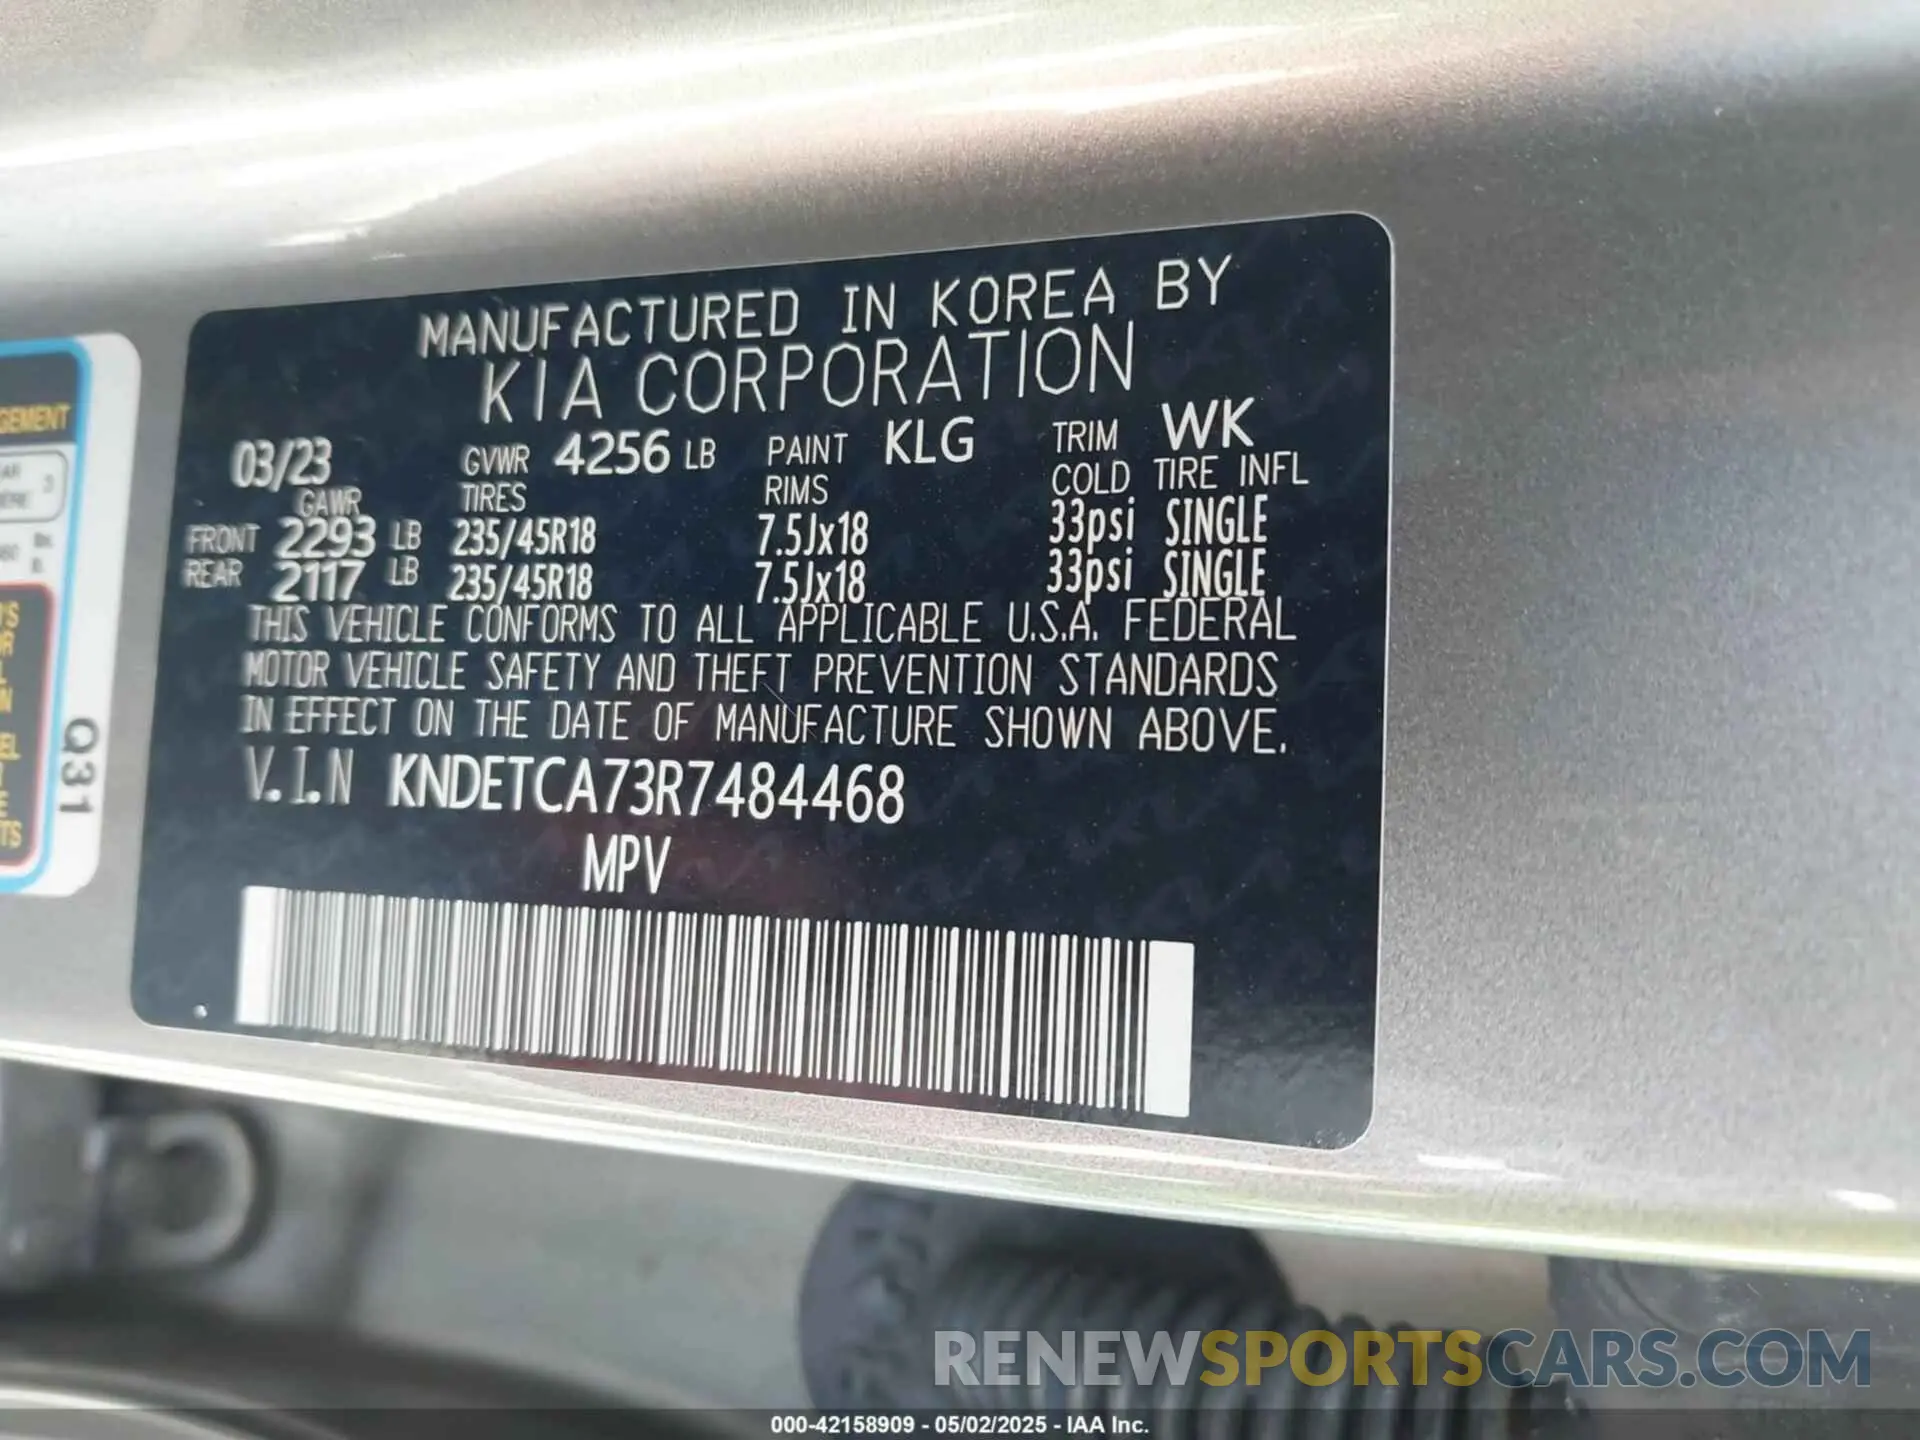 MANUFACTURED IN KOREA BY
KIA CORPORATION
03/23 GVWR 4256 LB PAINT KLG TRIM WK
GAWR TIRES RIMS COLD TIRE INFL
FRONT 2293 LB 235/45R18 7.5Jx18 33psi SINGLE
REAR 2117 LB 235/45R18 7.5Jx18 33psi SINGLE
THIS VEHICLE CONFORMS TO ALL APPLICABLE U.S.A. FEDERAL
MOTOR VEHICLE SAFETY AND THEFT PREVENTION STANDARDS
IN EFFECT ON THE DATE OF MANUFACTURE SHOWN ABOVE.
V.I.N KNDETCA73R7484468
MPV
Q31
RENEWSPORTSCARS.COM
000-42158909 - 05/02/2025 - IAA Inc.